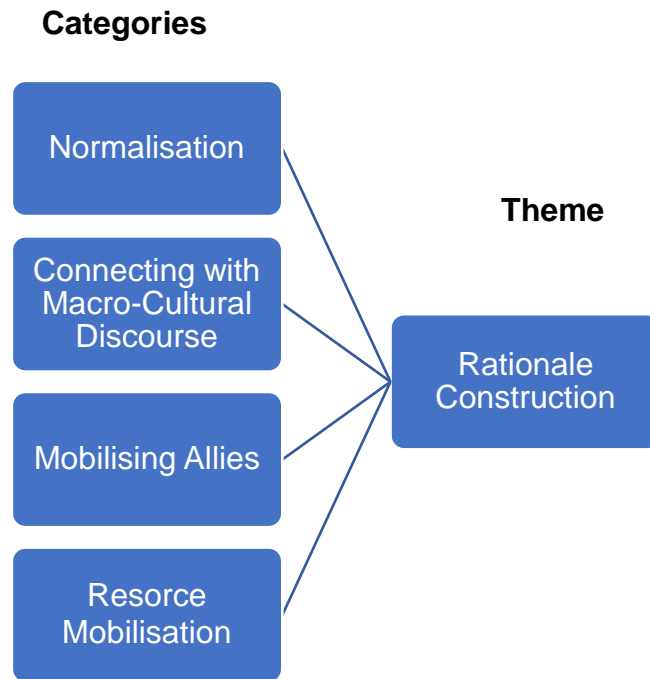 Categories
Normalisation
Connecting with
Macro-Cultural
Discourse
Mobilising Allies
Resorce
Mobilisation
Theme
Rationale
Construction